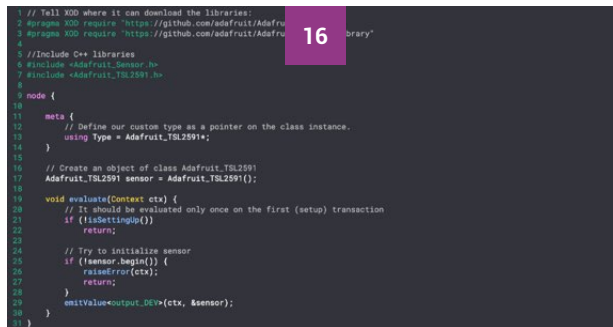 16
1 // Tell XOD where it can download the libraries:
2 #pragma XOD require "https://github.com/adafruit/Adafru
3 #pragma XOD require "https://github.com/adafruit/Adafru brary"
4
5 //Include C++ libraries
6 #include <Adafruit_Sensor.h>
7 #include <Adafruit_TSL2591.h>
8
9 node {
10
11 meta {
12 // Define our custom type as a pointer on the class instance.
13 using Type = Adafruit_TSL2591*;
14 }
15
16 // Create an object of class Adafruit_TSL2591
17 Adafruit_TSL2591 sensor = Adafruit_TSL2591();
18
19 void evaluate(Context ctx) {
20 // It should be evaluated only once on the first (setup) transaction
21 if (!isSettingUp())
22 return;
23
24 // Try to initialize sensor
25 if (!sensor.begin()) {
26 raiseError(ctx);
27 return;
28 }
29 emitValue<output_DEV>(ctx, &sensor);
30 }
31 }